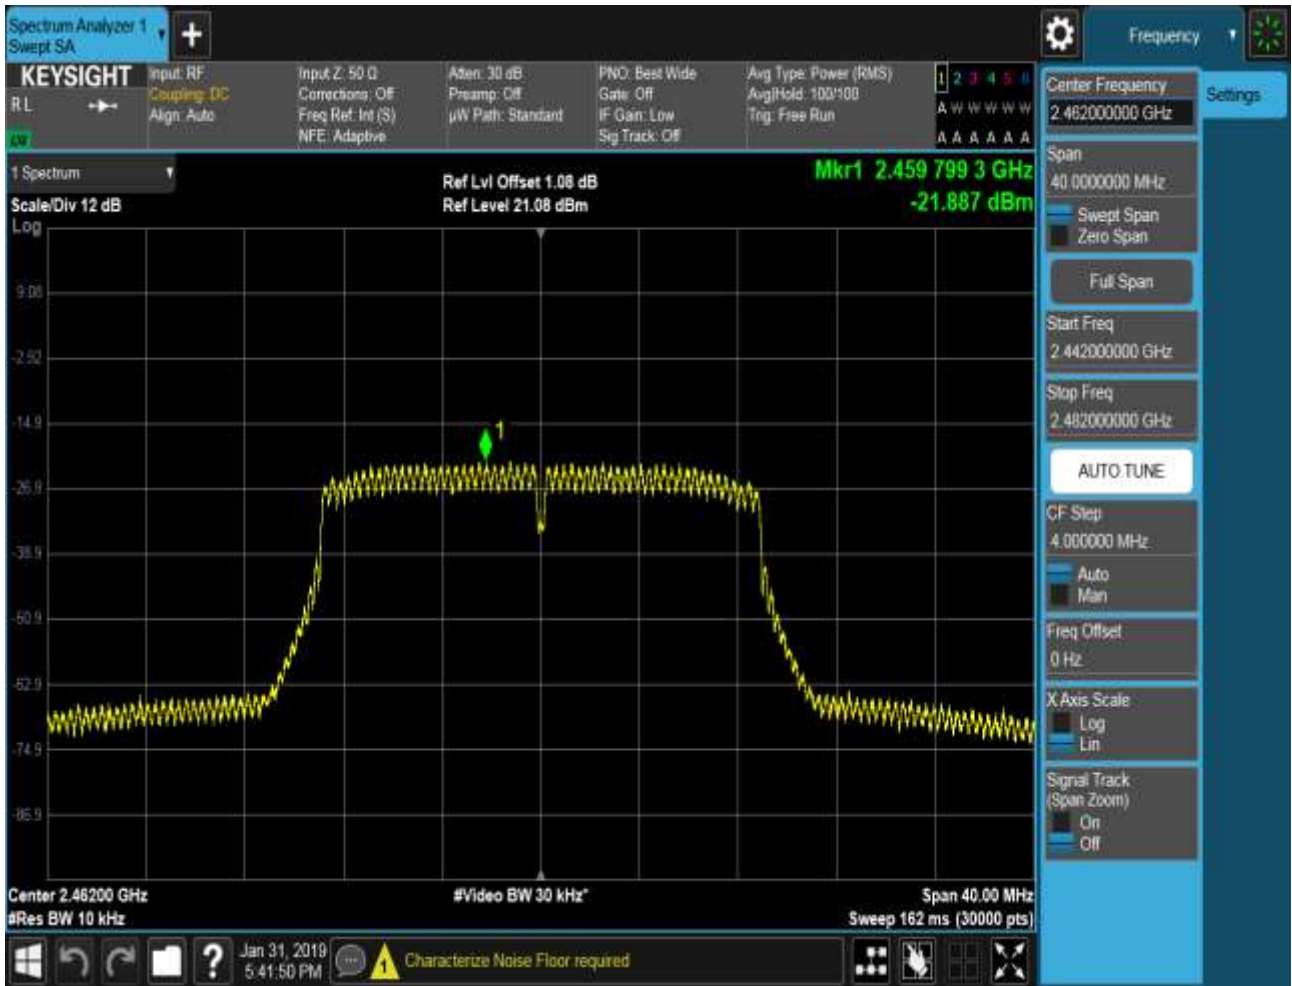 Spectrum Analyzer 1
Swept SA
+
Frequency
KEYSIGHT
RL
Input: RF
Coupling: DC
Align: Auto
Input Z: 50 Ω
Corrections: Off
Freq Ref: Int (S)
NFE: Adaptive
Atten: 30 dB
Preamp: Off
µW Path: Standard
PNO: Best Wide
Gate: Off
IF Gain: Low
Sig Track: Off
Avg Type: Power (RMS)
Avg|Hold: 100/100
Trig: Free Run
1 2 3 4 5 6
A W W W W W
A A A A A A
1 Spectrum
Scale/Div 12 dB
Log
Ref Lvl Offset 1.08 dB
Ref Level 21.08 dBm
Mkr1 2.459 799 3 GHz
-21.887 dBm
9.08
-2.92
-14.9
-26.9
-38.9
-50.9
-62.9
-74.9
-86.9
1
Center 2.46200 GHz
#Res BW 10 kHz
#Video BW 30 kHz*
Span 40.00 MHz
Sweep 162 ms (30000 pts)
Center Frequency
2.462000000 GHz
Settings
Span
40.0000000 MHz
Swept Span
Zero Span
Full Span
Start Freq
2.442000000 GHz
Stop Freq
2.482000000 GHz
AUTO TUNE
CF Step
4.000000 MHz
Auto
Man
Freq Offset
0 Hz
X Axis Scale
Log
Lin
Signal Track
(Span Zoom)
On
Off
?
Jan 31, 2019
5:41:50 PM
1
Characterize Noise Floor required